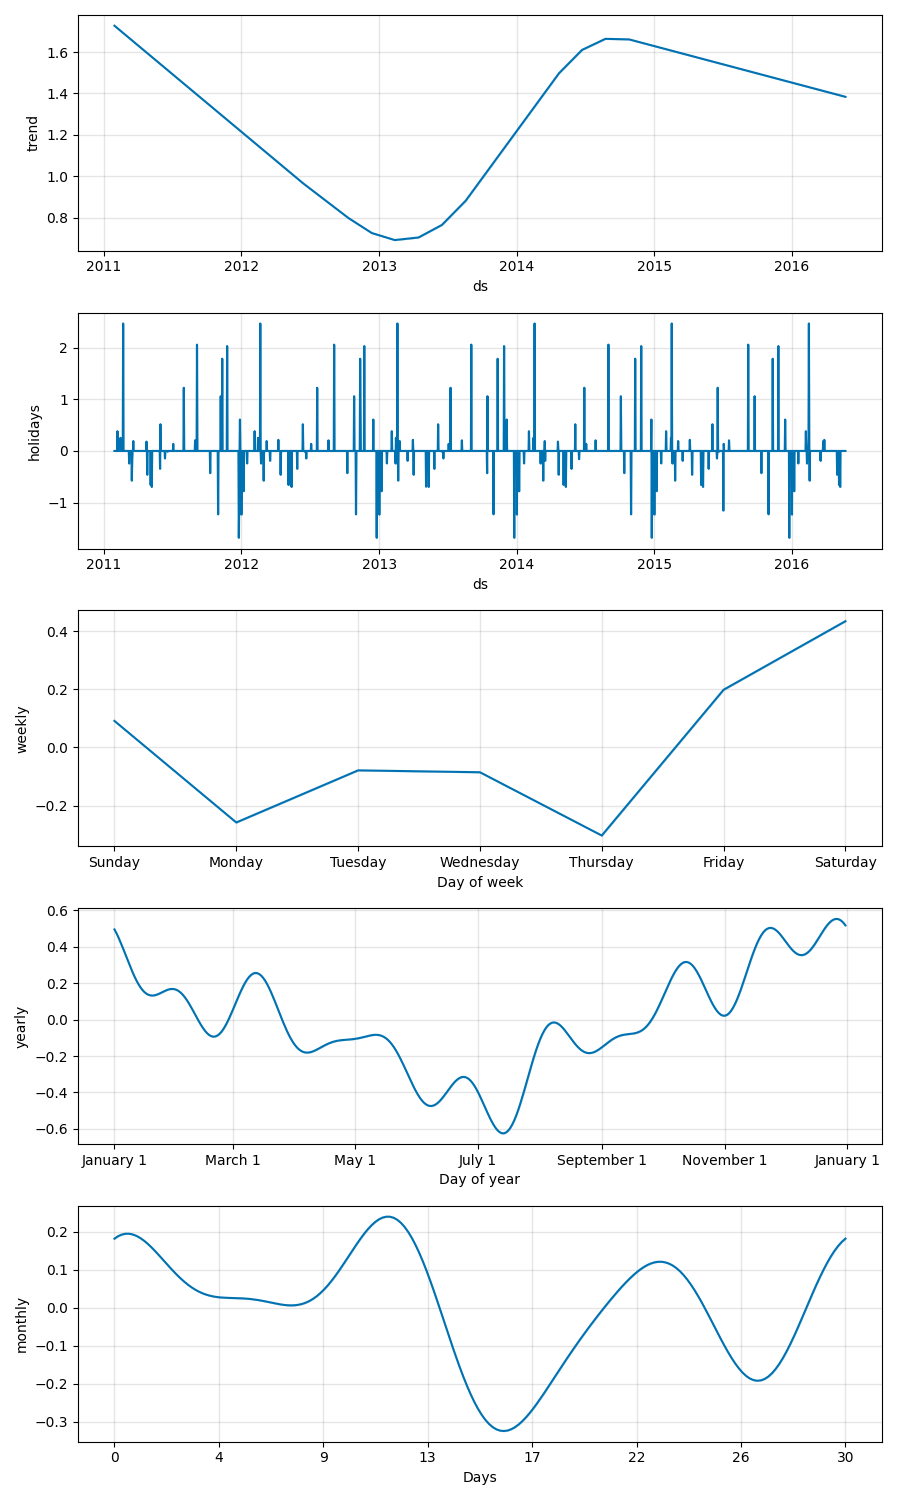 1.6
1.4
1.2
1.0
0.8
trend
2011 2012 2013 2014 2015 2016
ds
2
1
0
−1
holidays
2011 2012 2013 2014 2015 2016
ds
0.4
0.2
0.0
−0.2
weekly
Sunday Monday Tuesday Wednesday Thursday Friday Saturday
Day of week
0.6
0.4
0.2
0.0
−0.2
−0.4
−0.6
yearly
January 1 March 1 May 1 July 1 September 1 November 1 January 1
Day of year
0.2
0.1
0.0
−0.1
−0.2
−0.3
monthly
0 4 9 13 17 22 26 30
Days